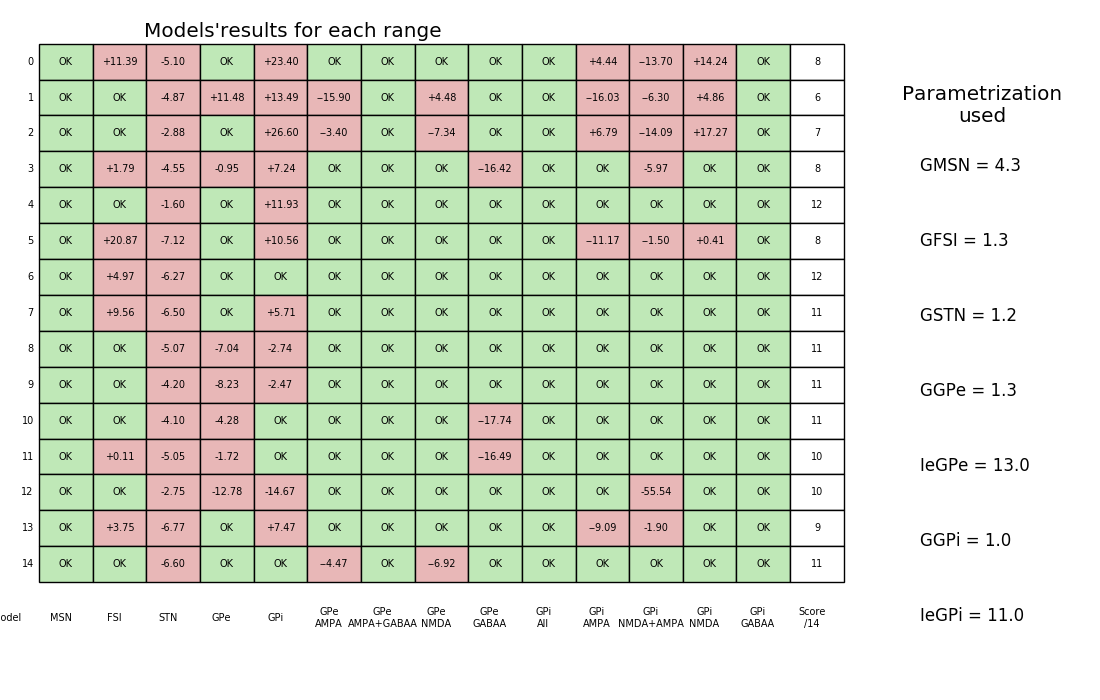 Models'results for each range
0 OK +11.39 -5.10 OK +23.40 OK OK OK OK OK +4.44 −13.70 +14.24 OK 8
1 OK OK -4.87 +11.48 +13.49 −15.90 OK +4.48 OK OK −16.03 −6.30 +4.86 OK 6
2 OK OK -2.88 OK +26.60 −3.40 OK −7.34 OK OK +6.79 −14.09 +17.27 OK 7
3 OK +1.79 -4.55 -0.95 +7.24 OK OK OK −16.42 OK OK -5.97 OK OK 8
4 OK OK -1.60 OK +11.93 OK OK OK OK OK OK OK OK OK 12
5 OK +20.87 -7.12 OK +10.56 OK OK OK OK OK −11.17 −1.50 +0.41 OK 8
6 OK +4.97 -6.27 OK OK OK OK OK OK OK OK OK OK OK 12
7 OK +9.56 -6.50 OK +5.71 OK OK OK OK OK OK OK OK OK 11
8 OK OK -5.07 -7.04 -2.74 OK OK OK OK OK OK OK OK OK 11
9 OK OK -4.20 -8.23 -2.47 OK OK OK OK OK OK OK OK OK 11
10 OK OK -4.10 -4.28 OK OK OK OK −17.74 OK OK OK OK OK 11
11 OK +0.11 -5.05 -1.72 OK OK OK OK −16.49 OK OK OK OK OK 10
12 OK OK -2.75 -12.78 -14.67 OK OK OK OK OK OK -55.54 OK OK 10
13 OK +3.75 -6.77 OK +7.47 OK OK OK OK OK −9.09 -1.90 OK OK 9
14 OK OK -6.60 OK OK −4.47 OK −6.92 OK OK OK OK OK OK 11
odel MSN FSI STN GPe GPi GPe GPe GPe GPe GPi GPi GPi GPi GPi Score
AMPA AMPA+GABAA NMDA GABAA All AMPA NMDA+AMPA NMDA GABAA /14
Parametrization
used
GMSN = 4.3
GFSI = 1.3
GSTN = 1.2
GGPe = 1.3
IeGPe = 13.0
GGPi = 1.0
IeGPi = 11.0